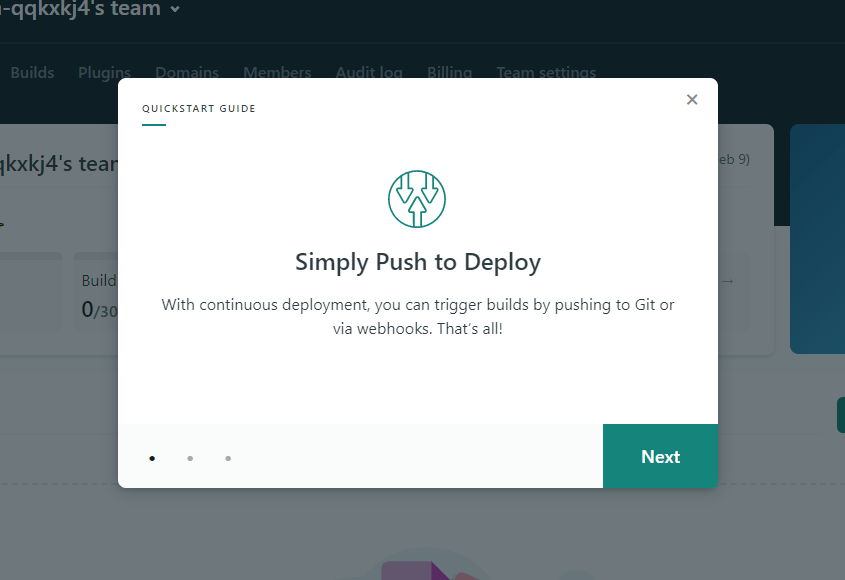 -qqkxkj4's team
Builds Plugins Domains Members Audit log Billing Team settings
QUICKSTART GUIDE
qkxkj4's team
eb 9)
Simply Push to Deploy
Build
0/30
→
With continuous deployment, you can trigger builds by pushing to Git or
via webhooks. That's all!
Next